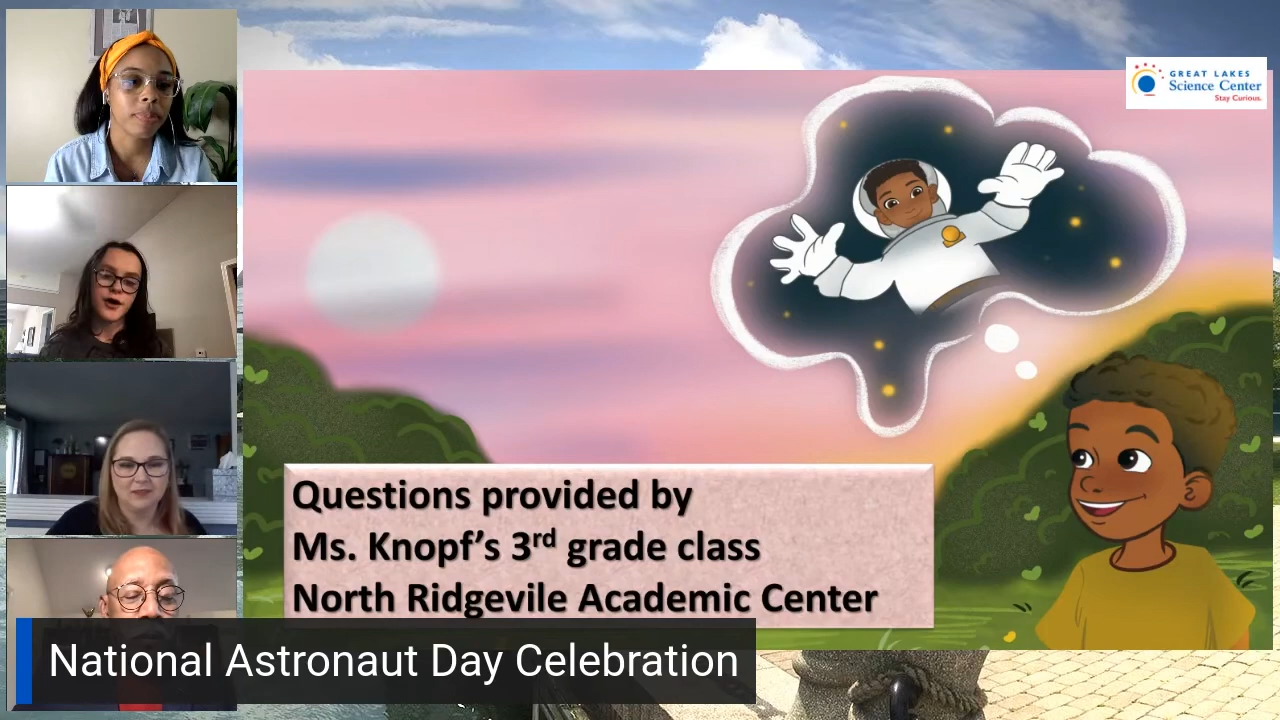 GREAT LAKES
Science Center
Stay Curious.
Questions provided by
Ms. Knopf's 3rd grade class
North Ridgevile Academic Center
National Astronaut Day Celebration